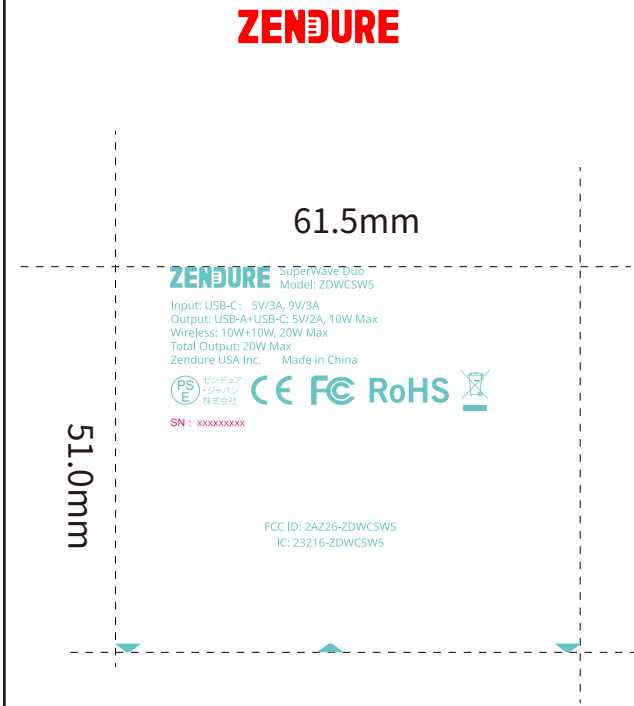 ZENDURE
61.5mm
ZENDURE SuperWave Duo
Model: ZDWCSW5
Input: USB-C: 5V/3A, 9V/3A
Output: USB-A+USB-C: 5V/2A, 10W Max
Wireless: 10W+10W, 20W Max
Total Output: 20W Max
Zendure USA Inc. Made in China
PS
E
ゼンデュア
・ジャパン
株式会社
CE FC RoHS
SN : xxxxxxxxx
51.0mm
FCC ID: 2AZ26-ZDWCSW5
IC: 23216-ZDWCSW5